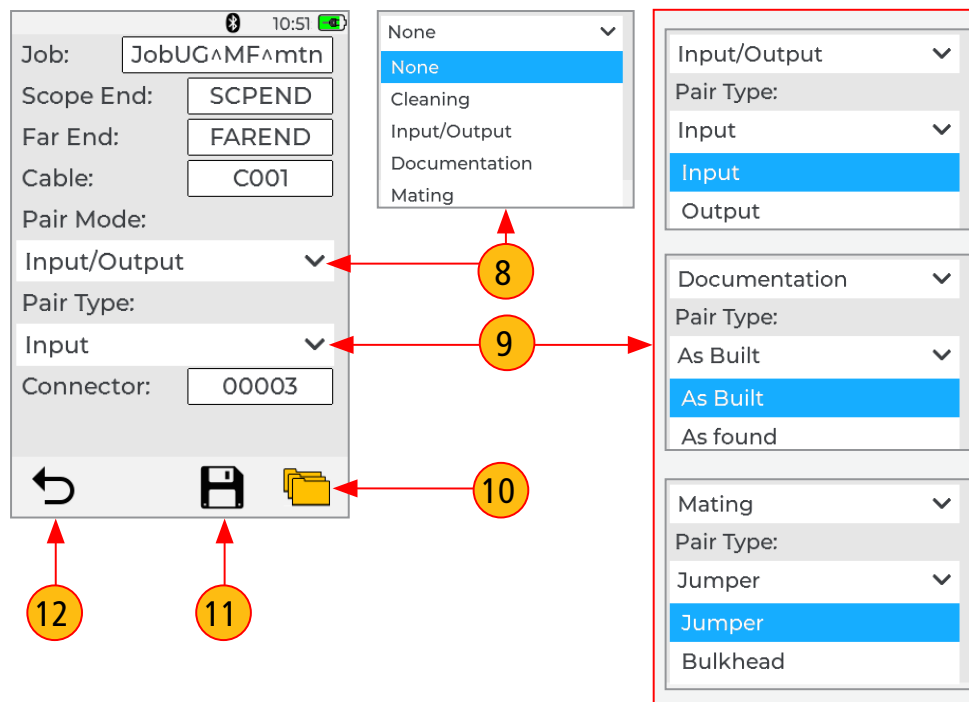 10:51
Job: JobUG^MF^mtn
Scope End: SCPEND
Far End: FAREND
Cable: C001
Pair Mode:
Input/Output
Pair Type:
Input
Connector: 00003
None
None
Cleaning
Input/Output
Documentation
Mating
8
9
10
11
12
Input/Output
Pair Type:
Input
Input
Output
Documentation
Pair Type:
As Built
As Built
As found
Mating
Pair Type:
Jumper
Jumper
Bulkhead